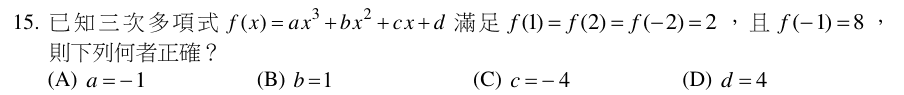 15. 已知三次多項式 f(x)=ax³+bx²+cx+d 滿足 f(1)=f(2)=f(−2)=2 ，且 f(−1)=8 ，
則下列何者正確？
(A) a=−1 (B) b=1 (C) c=−4 (D) d=4